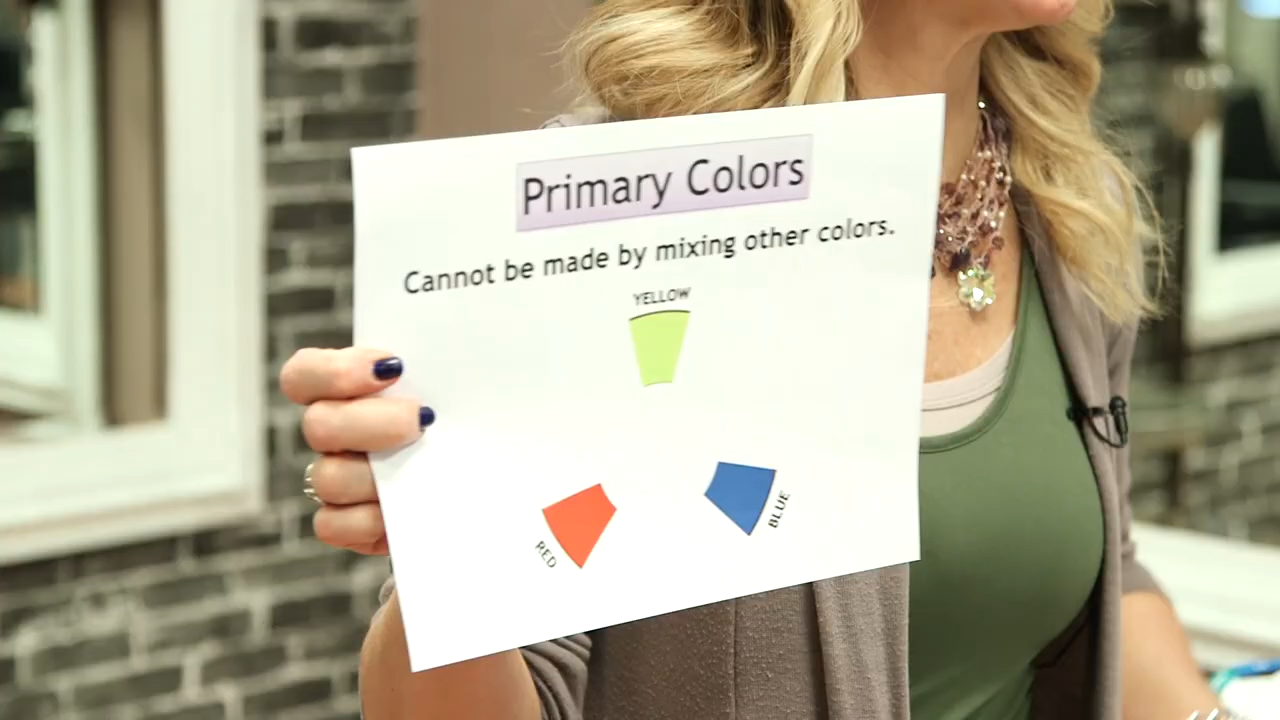 Primary Colors
Cannot be made by mixing other colors.
YELLOW
RED
BLUE